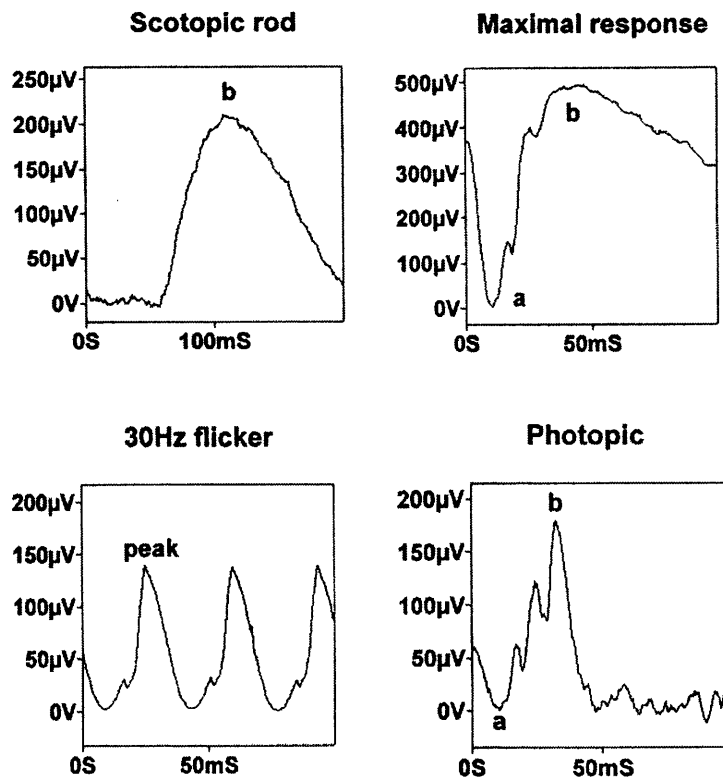 Scotopic rod
250µV
200µV
150µV
100µV
50µV
0V
b
0S
100mS
Maximal response
500µV
400µV
300µV
200µV
100µV
0V
b
a
0S
50mS
30Hz flicker
200µV
150µV
100µV
50µV
0V
peak
0S
50mS
Photopic
200µV
150µV
100µV
50µV
0V
b
a
0S
50mS